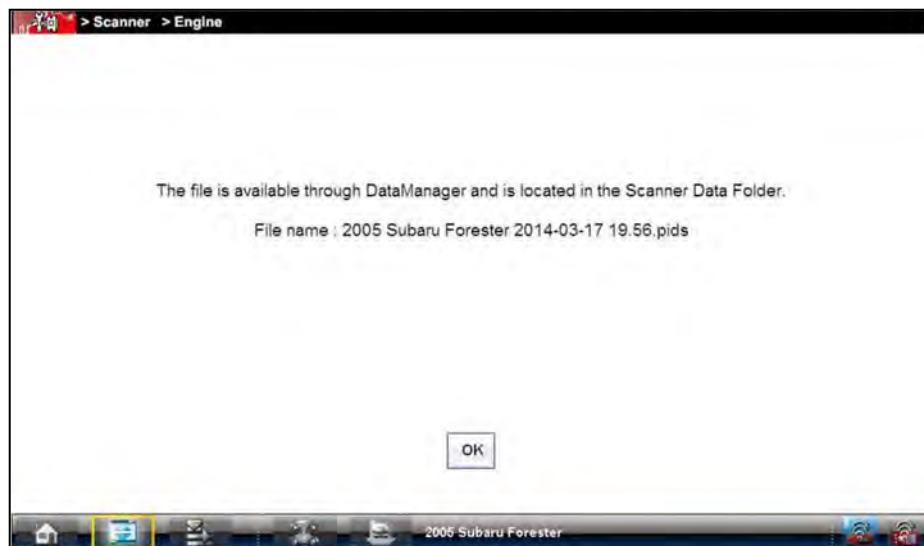 > Scanner > Engine
The file is available through DataManager and is located in the Scanner Data Folder.
File name : 2005 Subaru Forester 2014-03-17 19.56.pids
OK
2005 Subaru Forester